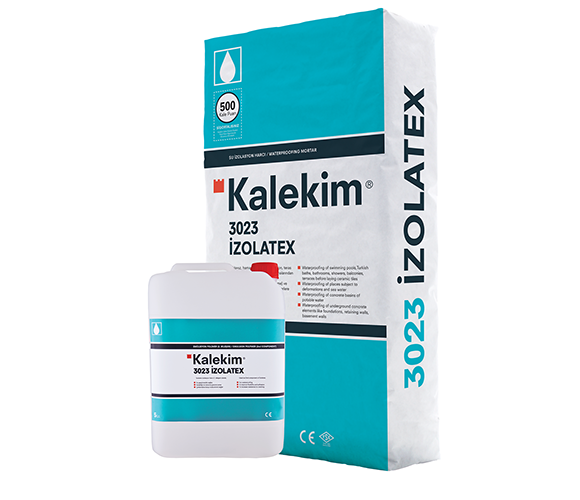 500
Kale Puan
SU İZOLASYON HARCI / WATERPROOFING MORTAR
Kalekim®
3023
İZOLATEX
Waterproofing of swimming pools, Turkish
baths, bathrooms, showers, balconies,
terraces before laying ceramic tiles
Waterproofing of places subject to
deformations and sea water
Waterproofing of concrete basins of
potable water
Waterproofing of underground concrete
elements like foundations, retaining walls,
basement walls
CE
3023 İZOLATEX
Kalekim®
3023 İZOLATEX
CE